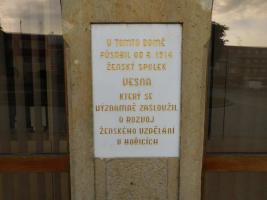 V TOMTO DOMĚ
PŮSOBIL OD R. 1914
ŽENSKÝ SPOLEK
VESNA
KTERÝ SE
VÝZNAMNĚ ZASLOUŽIL
O ROZVOJ
ŽENSKÉHO VZDĚLÁNÍ
V HOŘICÍCH